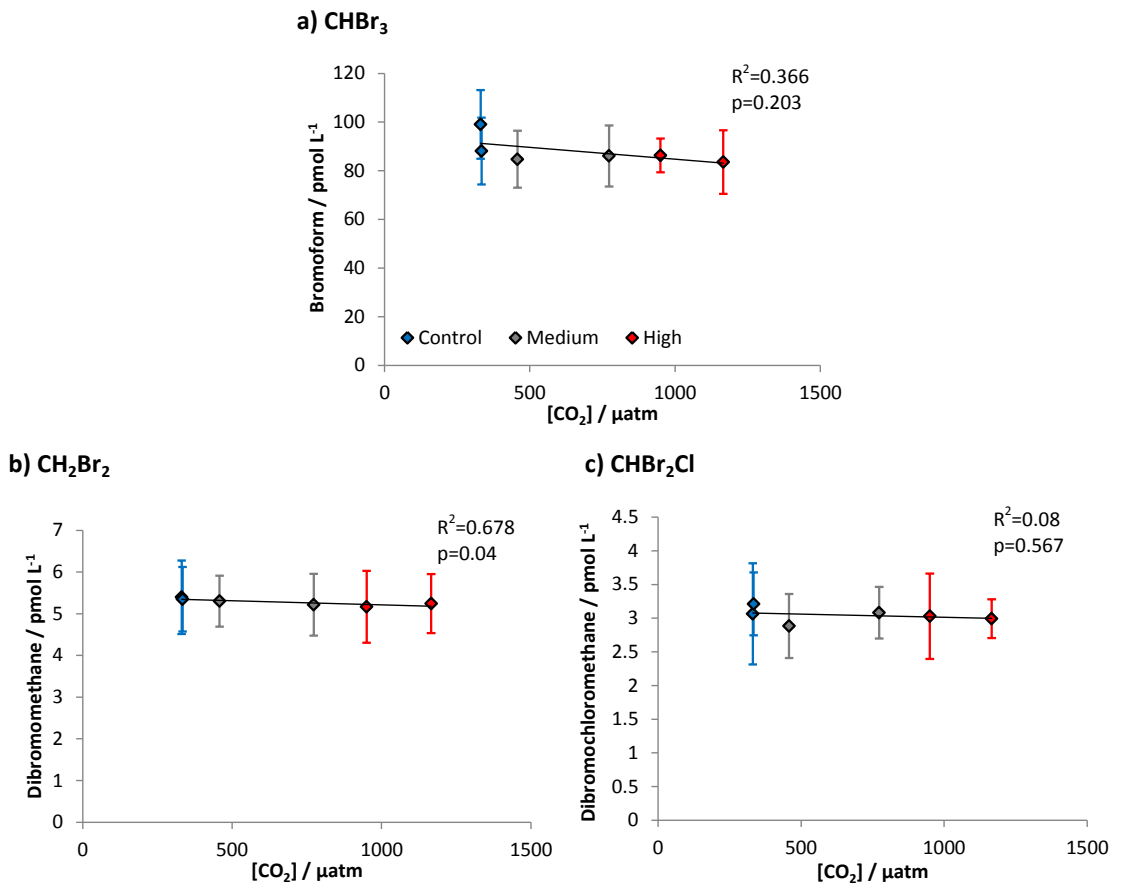 a) CHBr₃
R²=0.366
p=0.203
120
100
80
60
40
20
0
Bromoform / pmol L⁻¹
Control Medium High
0 500 1000 1500
[CO₂] / µatm
b) CH₂Br₂
R²=0.678
p=0.04
7
6
5
4
3
2
1
0
Dibromomethane / pmol L⁻¹
0 500 1000 1500
[CO₂] / µatm
c) CHBr₂Cl
R²=0.08
p=0.567
4.5
4
3.5
3
2.5
2
1.5
1
0.5
0
Dibromochloromethane / pmol L⁻¹
0 500 1000 1500
[CO₂] / µatm